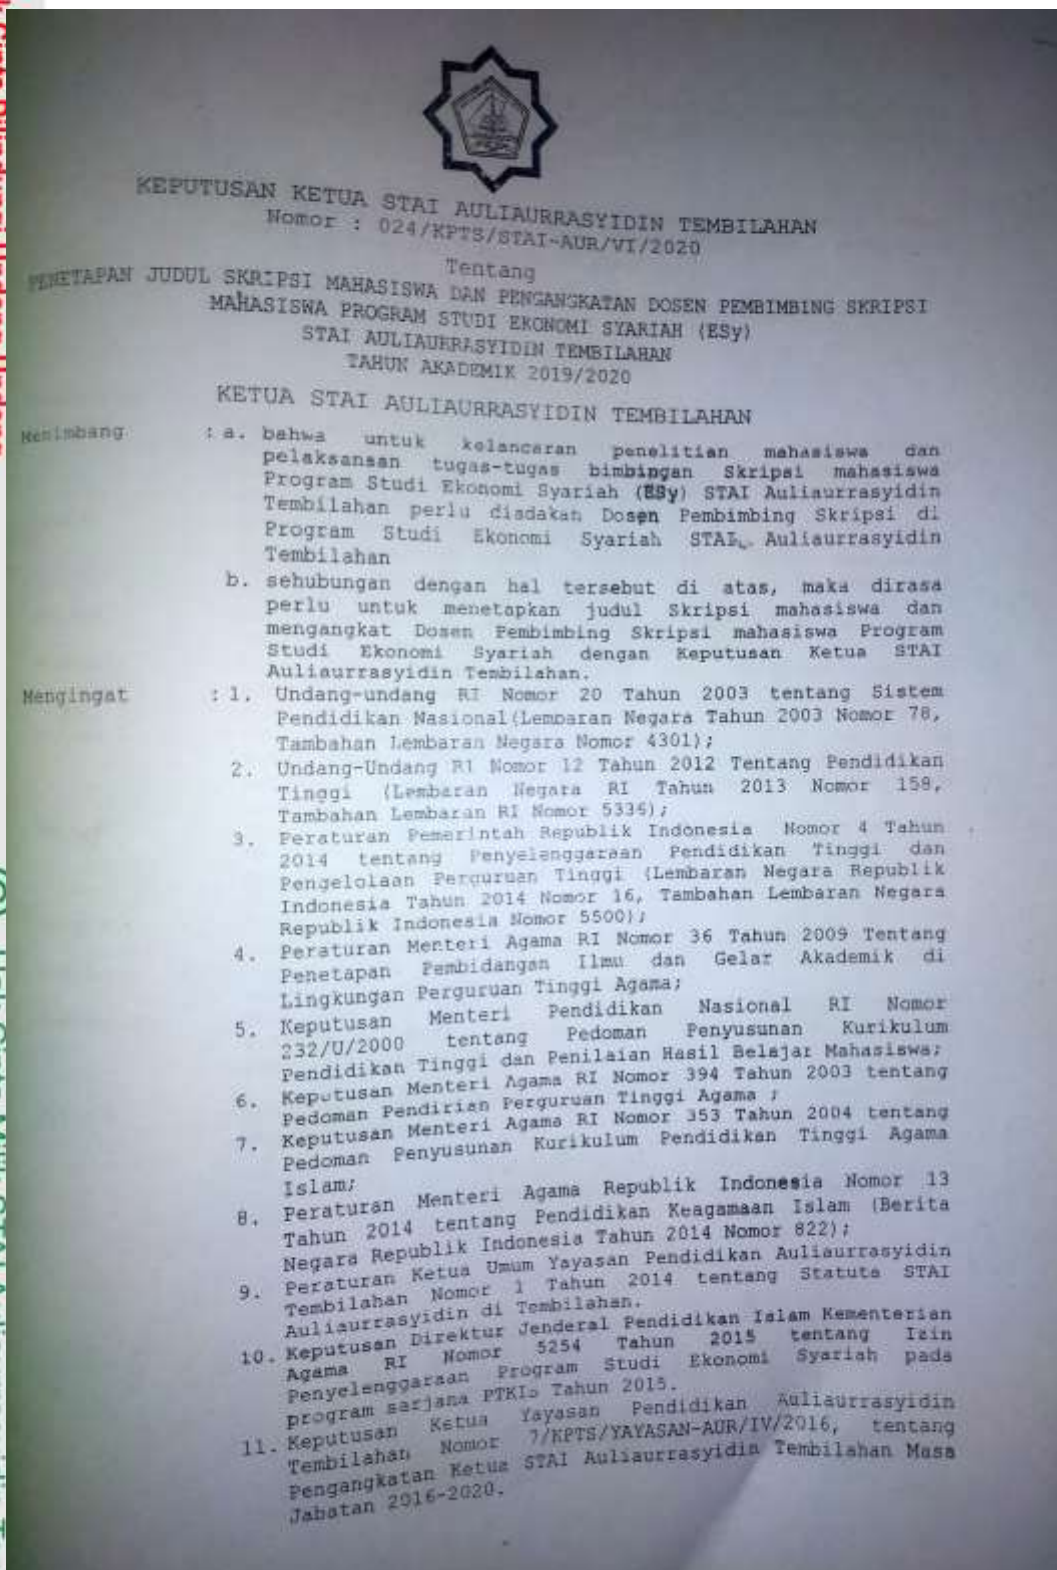 KEPUTUSAN KETUA STAI AULIAURRASYIDIN TEMBILAHAN
Nomor : 024/KPTS/STAI-AUR/VI/2020
Tentang
PENETAPAN JUDUL SKRIPSI MAHASISWA DAN PENGANGKATAN DOSEN PEMBIMBING SKRIPSI
MAHASISWA PROGRAM STUDI EKONOMI SYARIAH (ESy)
STAI AULIAURRASYIDIN TEMBILAHAN
TAHUN AKADEMIK 2019/2020
KETUA STAI AULIAURRASYIDIN TEMBILAHAN
Menimbang : a. bahwa untuk kelancaran penelitian mahasiswa dan
pelaksanaan tugas-tugas bimbingan Skripsi mahasiswa
Program Studi Ekonomi Syariah (ESy) STAI Auliaurrasyidin
Tembilahan perlu diadakan Dosen Pembimbing Skripsi di
Program Studi Ekonomi Syariah STAI Auliaurrasyidin
Tembilahan
b. sehubungan dengan hal tersebut di atas, maka dirasa
perlu untuk menetapkan judul Skripsi mahasiswa dan
mengangkat Dosen Pembimbing Skripsi mahasiswa Program
Studi Ekonomi Syariah dengan Keputusan Ketua STAI
Auliaurrasyidin Tembilahan.
Mengingat : 1. Undang-undang RI Nomor 20 Tahun 2003 tentang Sistem
Pendidikan Nasional(Lembaran Negara Tahun 2003 Nomor 78,
Tambahan Lembaran Negara Nomor 4301);
2. Undang-Undang RI Nomor 12 Tahun 2012 Tentang Pendidikan
Tinggi (Lembaran Negara RI Tahun 2013 Nomor 158,
Tambahan Lembaran RI Nomor 5336);
3. Peraturan Pemerintah Republik Indonesia Nomor 4 Tahun
2014 tentang Penyelenggaraan Pendidikan Tinggi dan
Pengelolaan Perguruan Tinggi (Lembaran Negara Republik
Indonesia Tahun 2014 Nomor 16, Tambahan Lembaran Negara
Republik Indonesia Nomor 5500);
4. Peraturan Menteri Agama RI Nomor 36 Tahun 2009 Tentang
Penetapan Pembidangan Ilmu dan Gelar Akademik di
Lingkungan Perguruan Tinggi Agama;
5. Keputusan Menteri Pendidikan Nasional RI Nomor
232/U/2000 tentang Pedoman Penyusunan Kurikulum
Pendidikan Tinggi dan Penilaian Hasil Belajar Mahasiswa;
6. Keputusan Menteri Agama RI Nomor 394 Tahun 2003 tentang
Pedoman Pendirian Perguruan Tinggi Agama ;
7. Keputusan Menteri Agama RI Nomor 353 Tahun 2004 tentang
Pedoman Penyusunan Kurikulum Pendidikan Tinggi Agama
Islam;
8. Peraturan Menteri Agama Republik Indonesia Nomor 13
Tahun 2014 tentang Pendidikan Keagamaan Islam (Berita
Negara Republik Indonesia Tahun 2014 Nomor 822);
9. Peraturan Ketua Umum Yayasan Pendidikan Auliaurrasyidin
Tembilahan Nomor 1 Tahun 2014 tentang Statuta STAI
Auliaurrasyidin di Tembilahan.
10. Keputusan Direktur Jenderal Pendidikan Islam Kementerian
Agama RI Nomor 5254 Tahun 2015 tentang Izin
Penyelenggaraan Program Studi Ekonomi Syariah pada
program sarjana PTKIS Tahun 2015.
11. Keputusan Ketua Yayasan Pendidikan Auliaurrasyidin
Tembilahan Nomor 7/KPTS/YAYASAN-AUR/IV/2016, tentang
Pengangkatan Ketua STAI Auliaurrasyidin Tembilahan Masa
Jabatan 2016-2020.